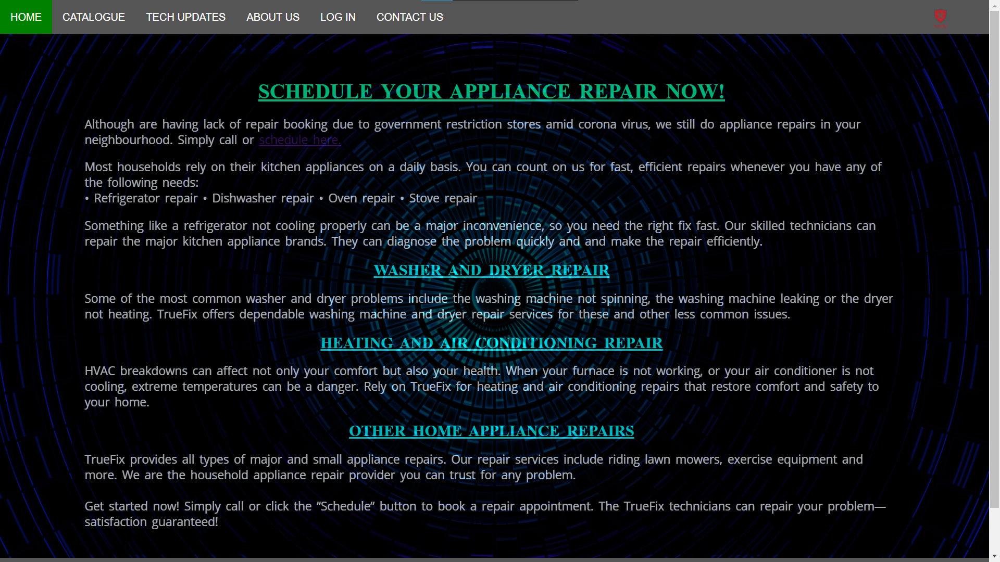 HOME CATALOGUE TECH UPDATES ABOUT US LOG IN CONTACT US
SCHEDULE YOUR APPLIANCE REPAIR NOW!
Although are having lack of repair booking due to government restriction stores amid corona virus, we still do appliance repairs in your
neighbourhood. Simply call or schedule here.
Most households rely on their kitchen appliances on a daily basis. You can count on us for fast, efficient repairs whenever you have any of
the following needs:
• Refrigerator repair • Dishwasher repair • Oven repair • Stove repair
Something like a refrigerator not cooling properly can be a major inconvenience, so you need the right fix fast. Our skilled technicians can
repair the major kitchen appliance brands. They can diagnose the problem quickly and and make the repair efficiently.
WASHER AND DRYER REPAIR
Some of the most common washer and dryer problems include the washing machine not spinning, the washing machine leaking or the dryer
not heating. TrueFix offers dependable washing machine and dryer repair services for these and other less common issues.
HEATING AND AIR CONDITIONING REPAIR
HVAC breakdowns can affect not only your comfort but also your health. When your furnace is not working, or your air conditioner is not
cooling, extreme temperatures can be a danger. Rely on TrueFix for heating and air conditioning repairs that restore comfort and safety to
your home.
OTHER HOME APPLIANCE REPAIRS
TrueFix provides all types of major and small appliance repairs. Our repair services include riding lawn mowers, exercise equipment and
more. We are the household appliance repair provider you can trust for any problem.
Get started now! Simply call or click the “Schedule” button to book a repair appointment. The TrueFix technicians can repair your problem—
satisfaction guaranteed!